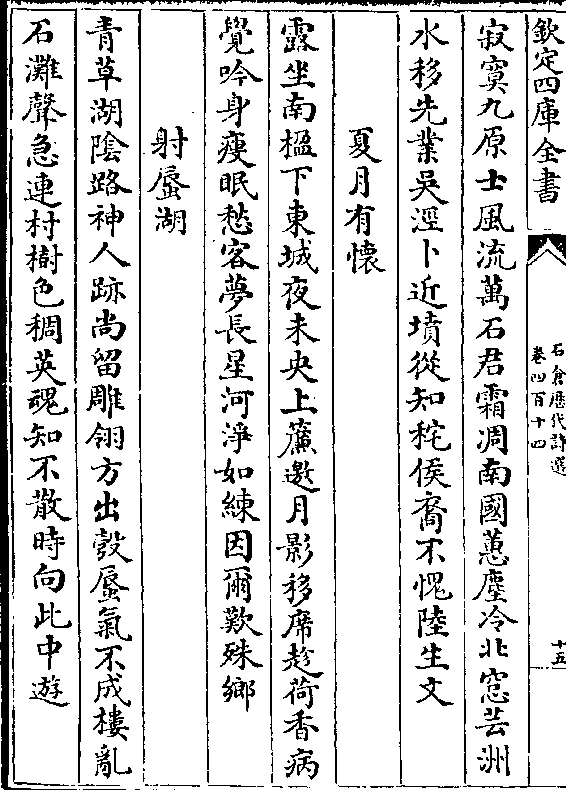 欽定四庫全書
石倉歷代詩選
卷四百十四
十五
寂寞九原士風流萬石君霜凋南國蕙塵冷北窓芸洲
水移先業吳涇卜近墳從知秺侯裔不愧陸生文
夏月有懷
露坐南楹下東城夜未央上簾邀月影移席趁荷香病
覺吟身瘦眠愁客夢長星河淨如練因爾歎殊鄉
射蜃湖
青草湖陰路神人跡尚留雕翎方出彀蜃氣不成樓亂
石灘聲急連村樹色稠英魂知不散時向此中遊